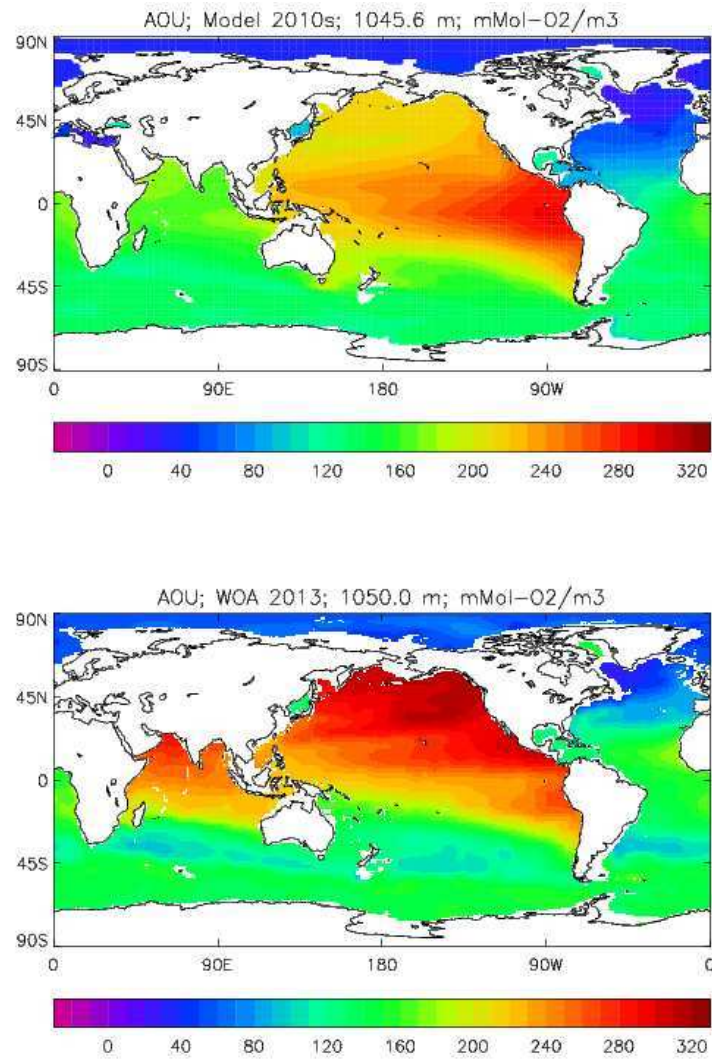 AOU; Model 2010s; 1045.6 m; mMol-O2/m3
90N
45N
0
45S
90S
0 90E 180 90W
0 40 80 120 160 200 240 280 320
AOU; WOA 2013; 1050.0 m; mMol-O2/m3
90N
45N
0
45S
90S
0 90E 180 90W 0
0 40 80 120 160 200 240 280 320